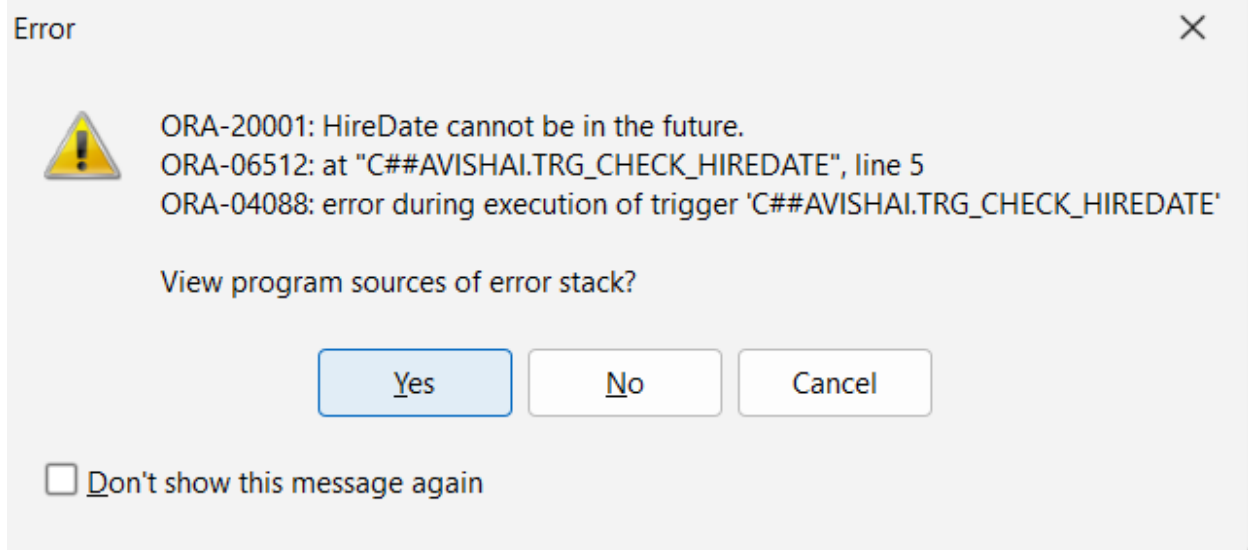 Error
ORA-20001: HireDate cannot be in the future.
ORA-06512: at "C##AVISHAI.TRG_CHECK_HIREDATE", line 5
ORA-04088: error during execution of trigger 'C##AVISHAI.TRG_CHECK_HIREDATE'
View program sources of error stack?
Yes No Cancel
Don't show this message again